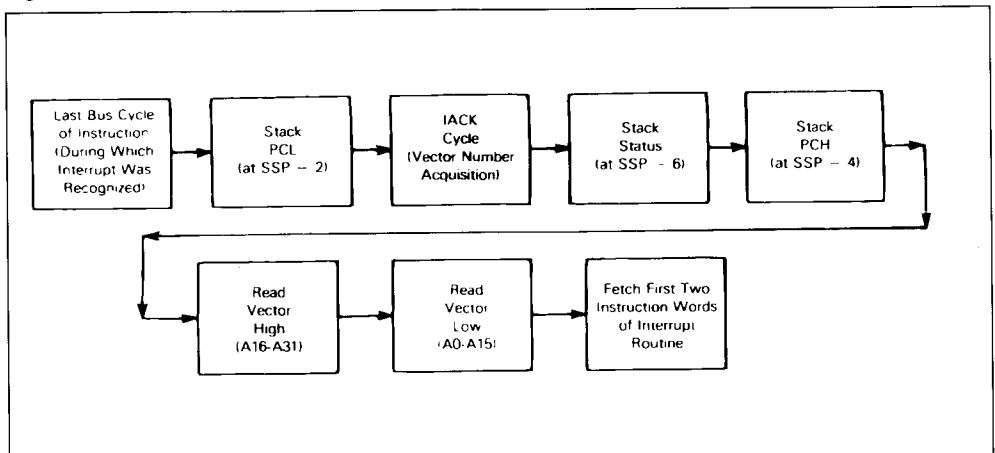 Last Bus Cycle
of Instruction
(During Which
Interrupt Was
Recognized)
Stack
PCL
(at SSP – 2)
IACK
Cycle
(Vector Number
Acquisition)
Stack
Status
(at SSP - 6)
Stack
PCH
(at SSP – 4)
Read
Vector
High
(A16-A31)
Read
Vector
Low
(A0-A15)
Fetch First Two
Instruction Words
of Interrupt
Routine